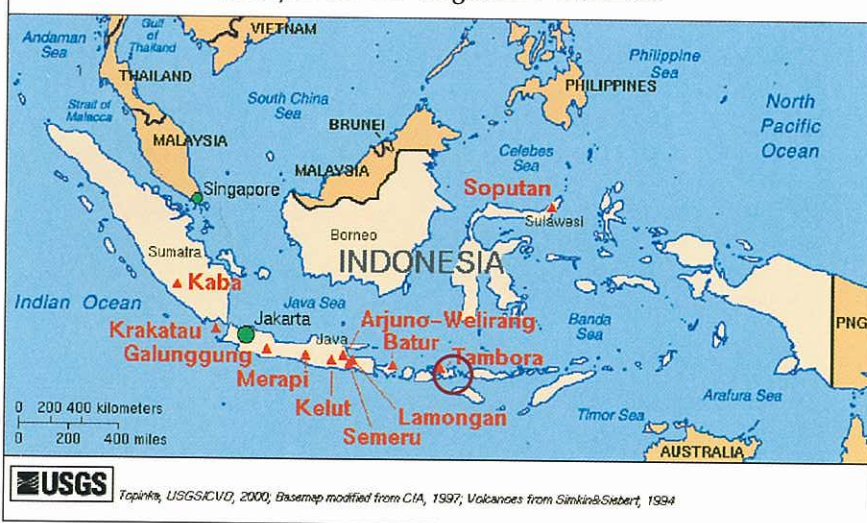 Andaman
Sea
Gulf
of
Thailand
VIETNAM
THAILAND
Strait of
Malacca
South China
Sea
Philippine
Sea
PHILIPPINES
North
Pacific
Ocean
MALAYSIA
BRUNEI
MALAYSIA
Celebes
Sea
Singapore
Soputan
Sulawesi
Sumatra
Borneo
INDONESIA
Kaba
Indian Ocean
Java Sea
Jakarta
Krakatau
Galunggung
Java
Arjuno-Welirang
Batur
Tambora
Banda
Sea
PNG
Merapi
Kelut
Lamongan
Semeru
Arafura Sea
Timor Sea
AUSTRALIA
0 200 400 kilometers
0 200 400 miles
USGS
Topinka, USGS/CVO, 2000; Basemap modified from CIA, 1997; Volcanoes from Simkin&Siebert, 1994